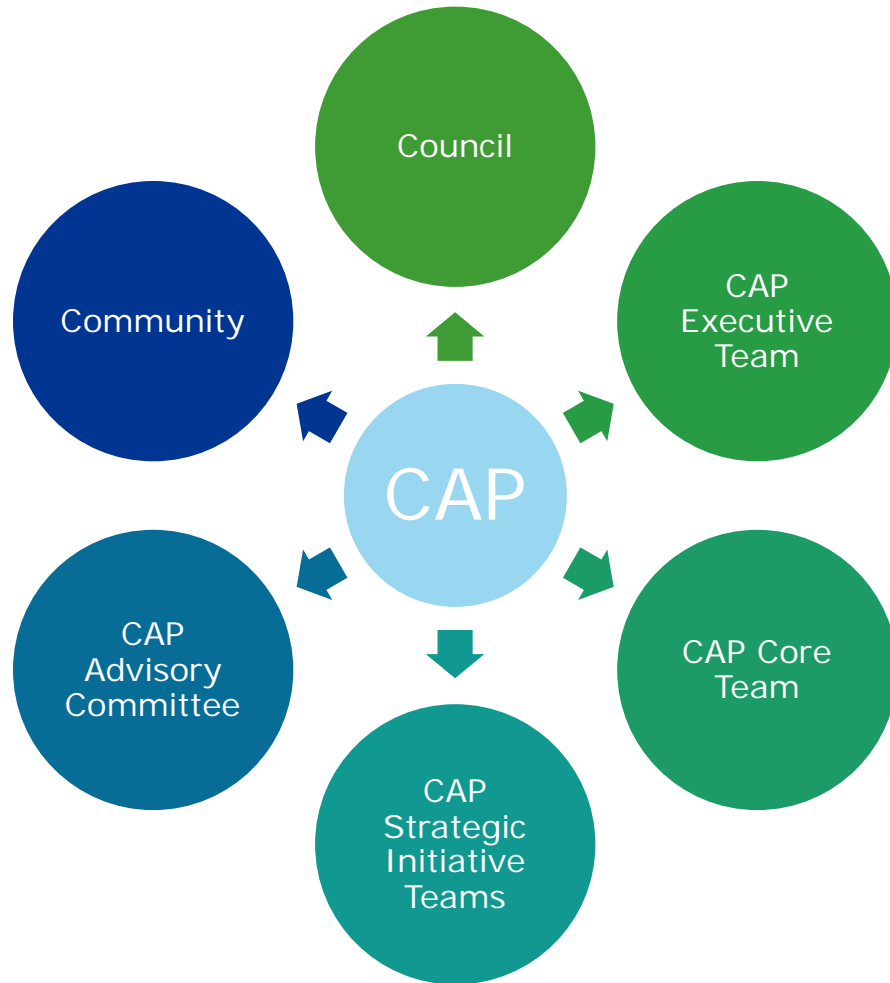 Council
Community
CAP
Executive
Team
CAP
CAP
Advisory
Committee
CAP Core
Team
CAP
Strategic
Initiative
Teams